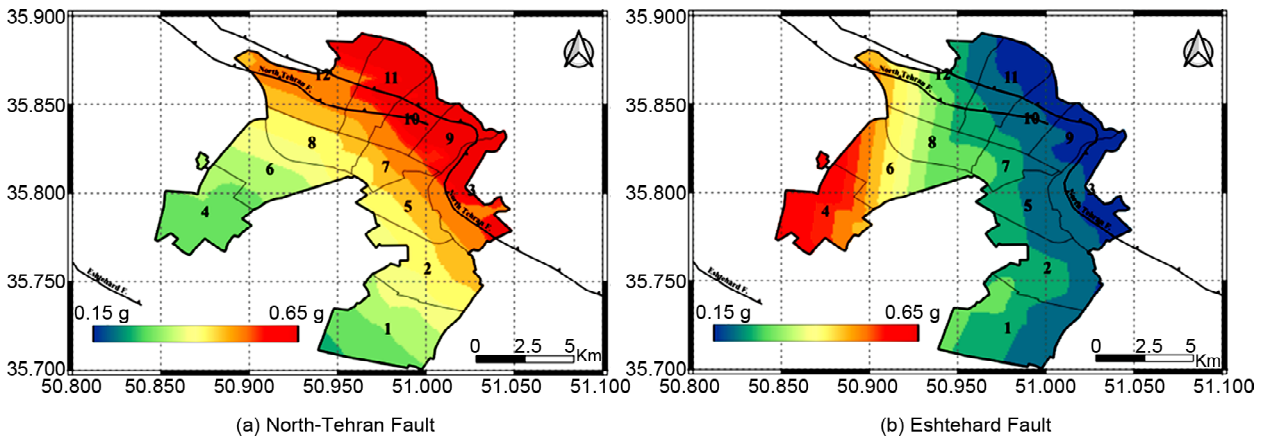 35.900
35.850
35.800
35.750
35.700
50.800 50.850 50.900 50.950 51.000 51.050 51.100
North Tehran F.
12
11
10
9
8
7
6
3
4
5
North Tehran F.
2
Eshtehard F.
1
0.15 g 0.65 g
0 2.5 5
Km
(a) North-Tehran Fault
35.900
35.850
35.800
35.750
35.700
50.800 50.850 50.900 50.950 51.000 51.050 51.100
North Tehran F.
12
11
10
9
8
7
6
3
4
5
North Tehran F.
2
Eshtehard F.
1
0.15 g 0.65 g
0 2.5 5
Km
(b) Eshtehard Fault